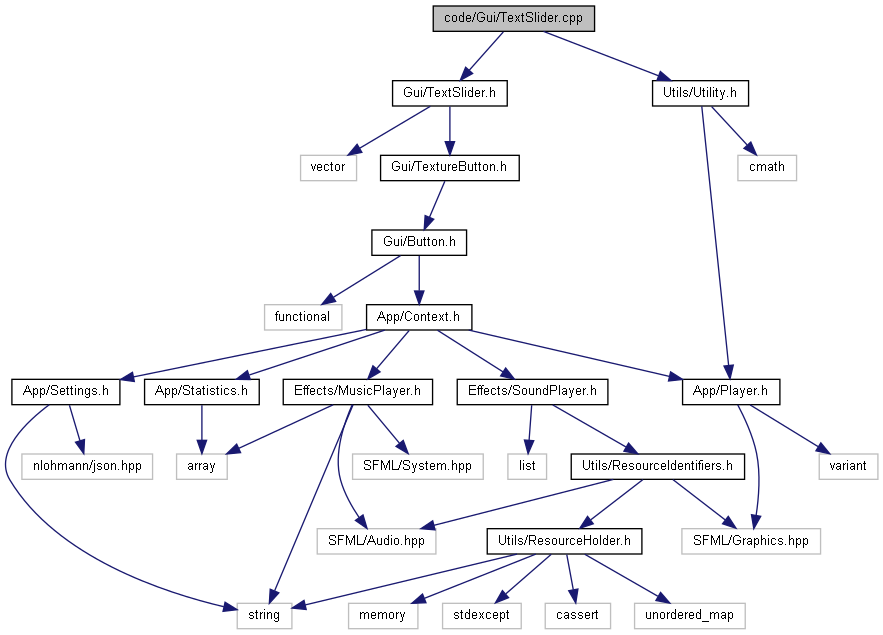 code/Gui/TextSlider.cpp
Gui/TextSlider.h
Utils/Utility.h
vector
Gui/TextureButton.h
cmath
Gui/Button.h
functional
App/Context.h
App/Settings.h
App/Statistics.h
Effects/MusicPlayer.h
Effects/SoundPlayer.h
App/Player.h
nlohmann/json.hpp
array
SFML/System.hpp
list
Utils/ResourceIdentifiers.h
variant
SFML/Audio.hpp
Utils/ResourceHolder.h
SFML/Graphics.hpp
string
memory
stdexcept
cassert
unordered_map